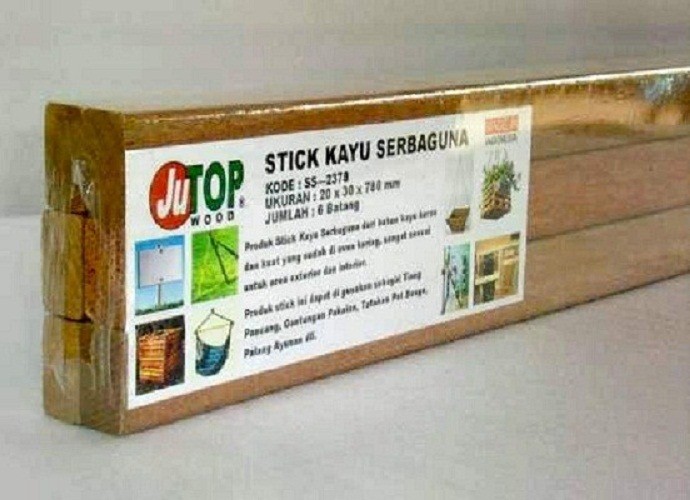 JuTOP
WOOD®
STICK KAYU SERBAGUNA
KODE : SS-2378
UKURAN : 20 x 30 x 780 mm
JUMLAH : 6 Batang
Produk Stick Kayu Serbaguna dari bahan kayu keras
dan kuat yang sudah di oven kering, sangat sesuai
untuk area exterior dan interior.
Produk stick ini dapat di gunakan sebagai Tiang
Pancang, Gantungan Pakaian, Tatakan Pot Bunga,
Palang Ayunan dll.
INDONESIA